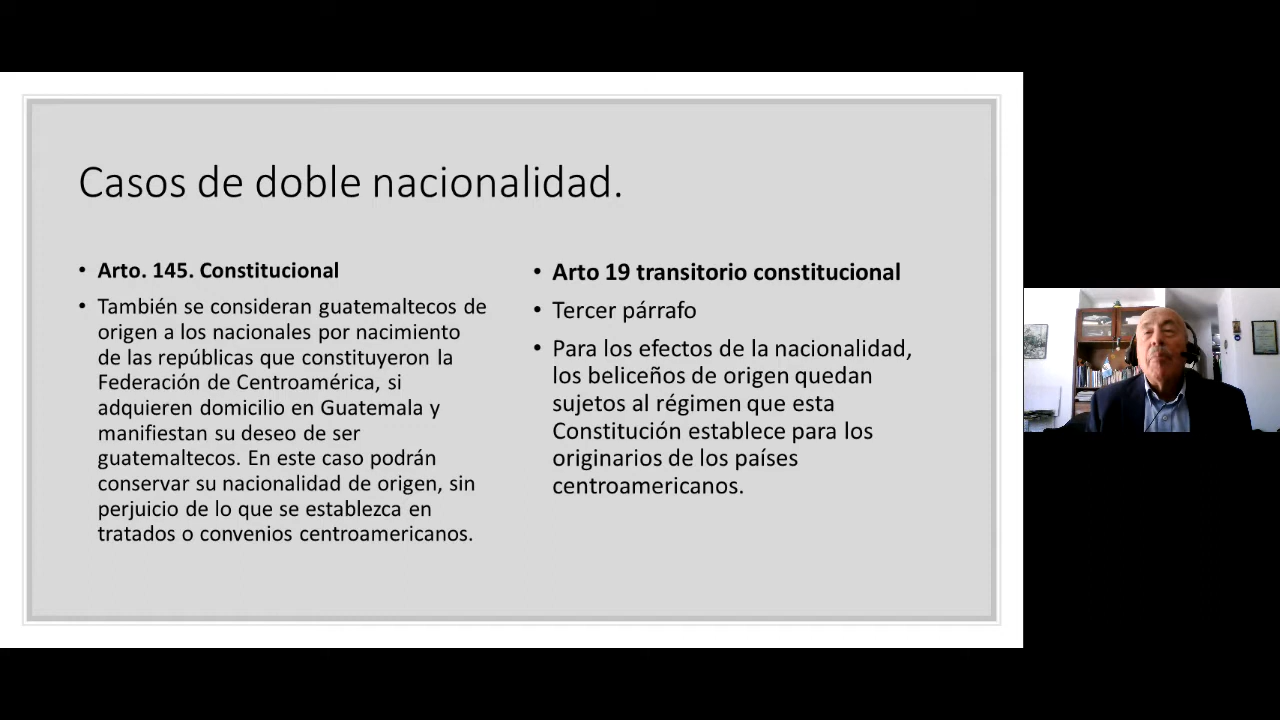 Casos de doble nacionalidad.
• Arto. 145. Constitucional
• También se consideran guatemaltecos de
origen a los nacionales por nacimiento
de las repúblicas que constituyeron la
Federación de Centroamérica, si
adquieren domicilio en Guatemala y
manifiestan su deseo de ser
guatemaltecos. En este caso podrán
conservar su nacionalidad de origen, sin
perjuicio de lo que se establezca en
tratados o convenios centroamericanos.
• Arto 19 transitorio constitucional
• Tercer párrafo
• Para los efectos de la nacionalidad,
los beliceños de origen quedan
sujetos al régimen que esta
Constitución establece para los
originarios de los países
centroamericanos.